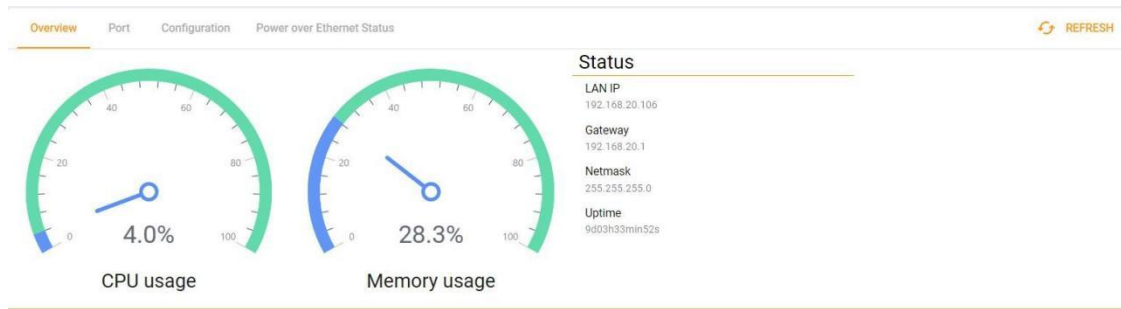 Overview Port Configuration Power over Ethernet Status REFRESH
Status
LAN IP
192.168.20.106
Gateway
192.168.20.1
Netmask
255.255.255.0
Uptime
9d03h33min52s
0 20 40 60 80 100
4.0%
CPU usage
0 20 40 60 80 100
28.3%
Memory usage